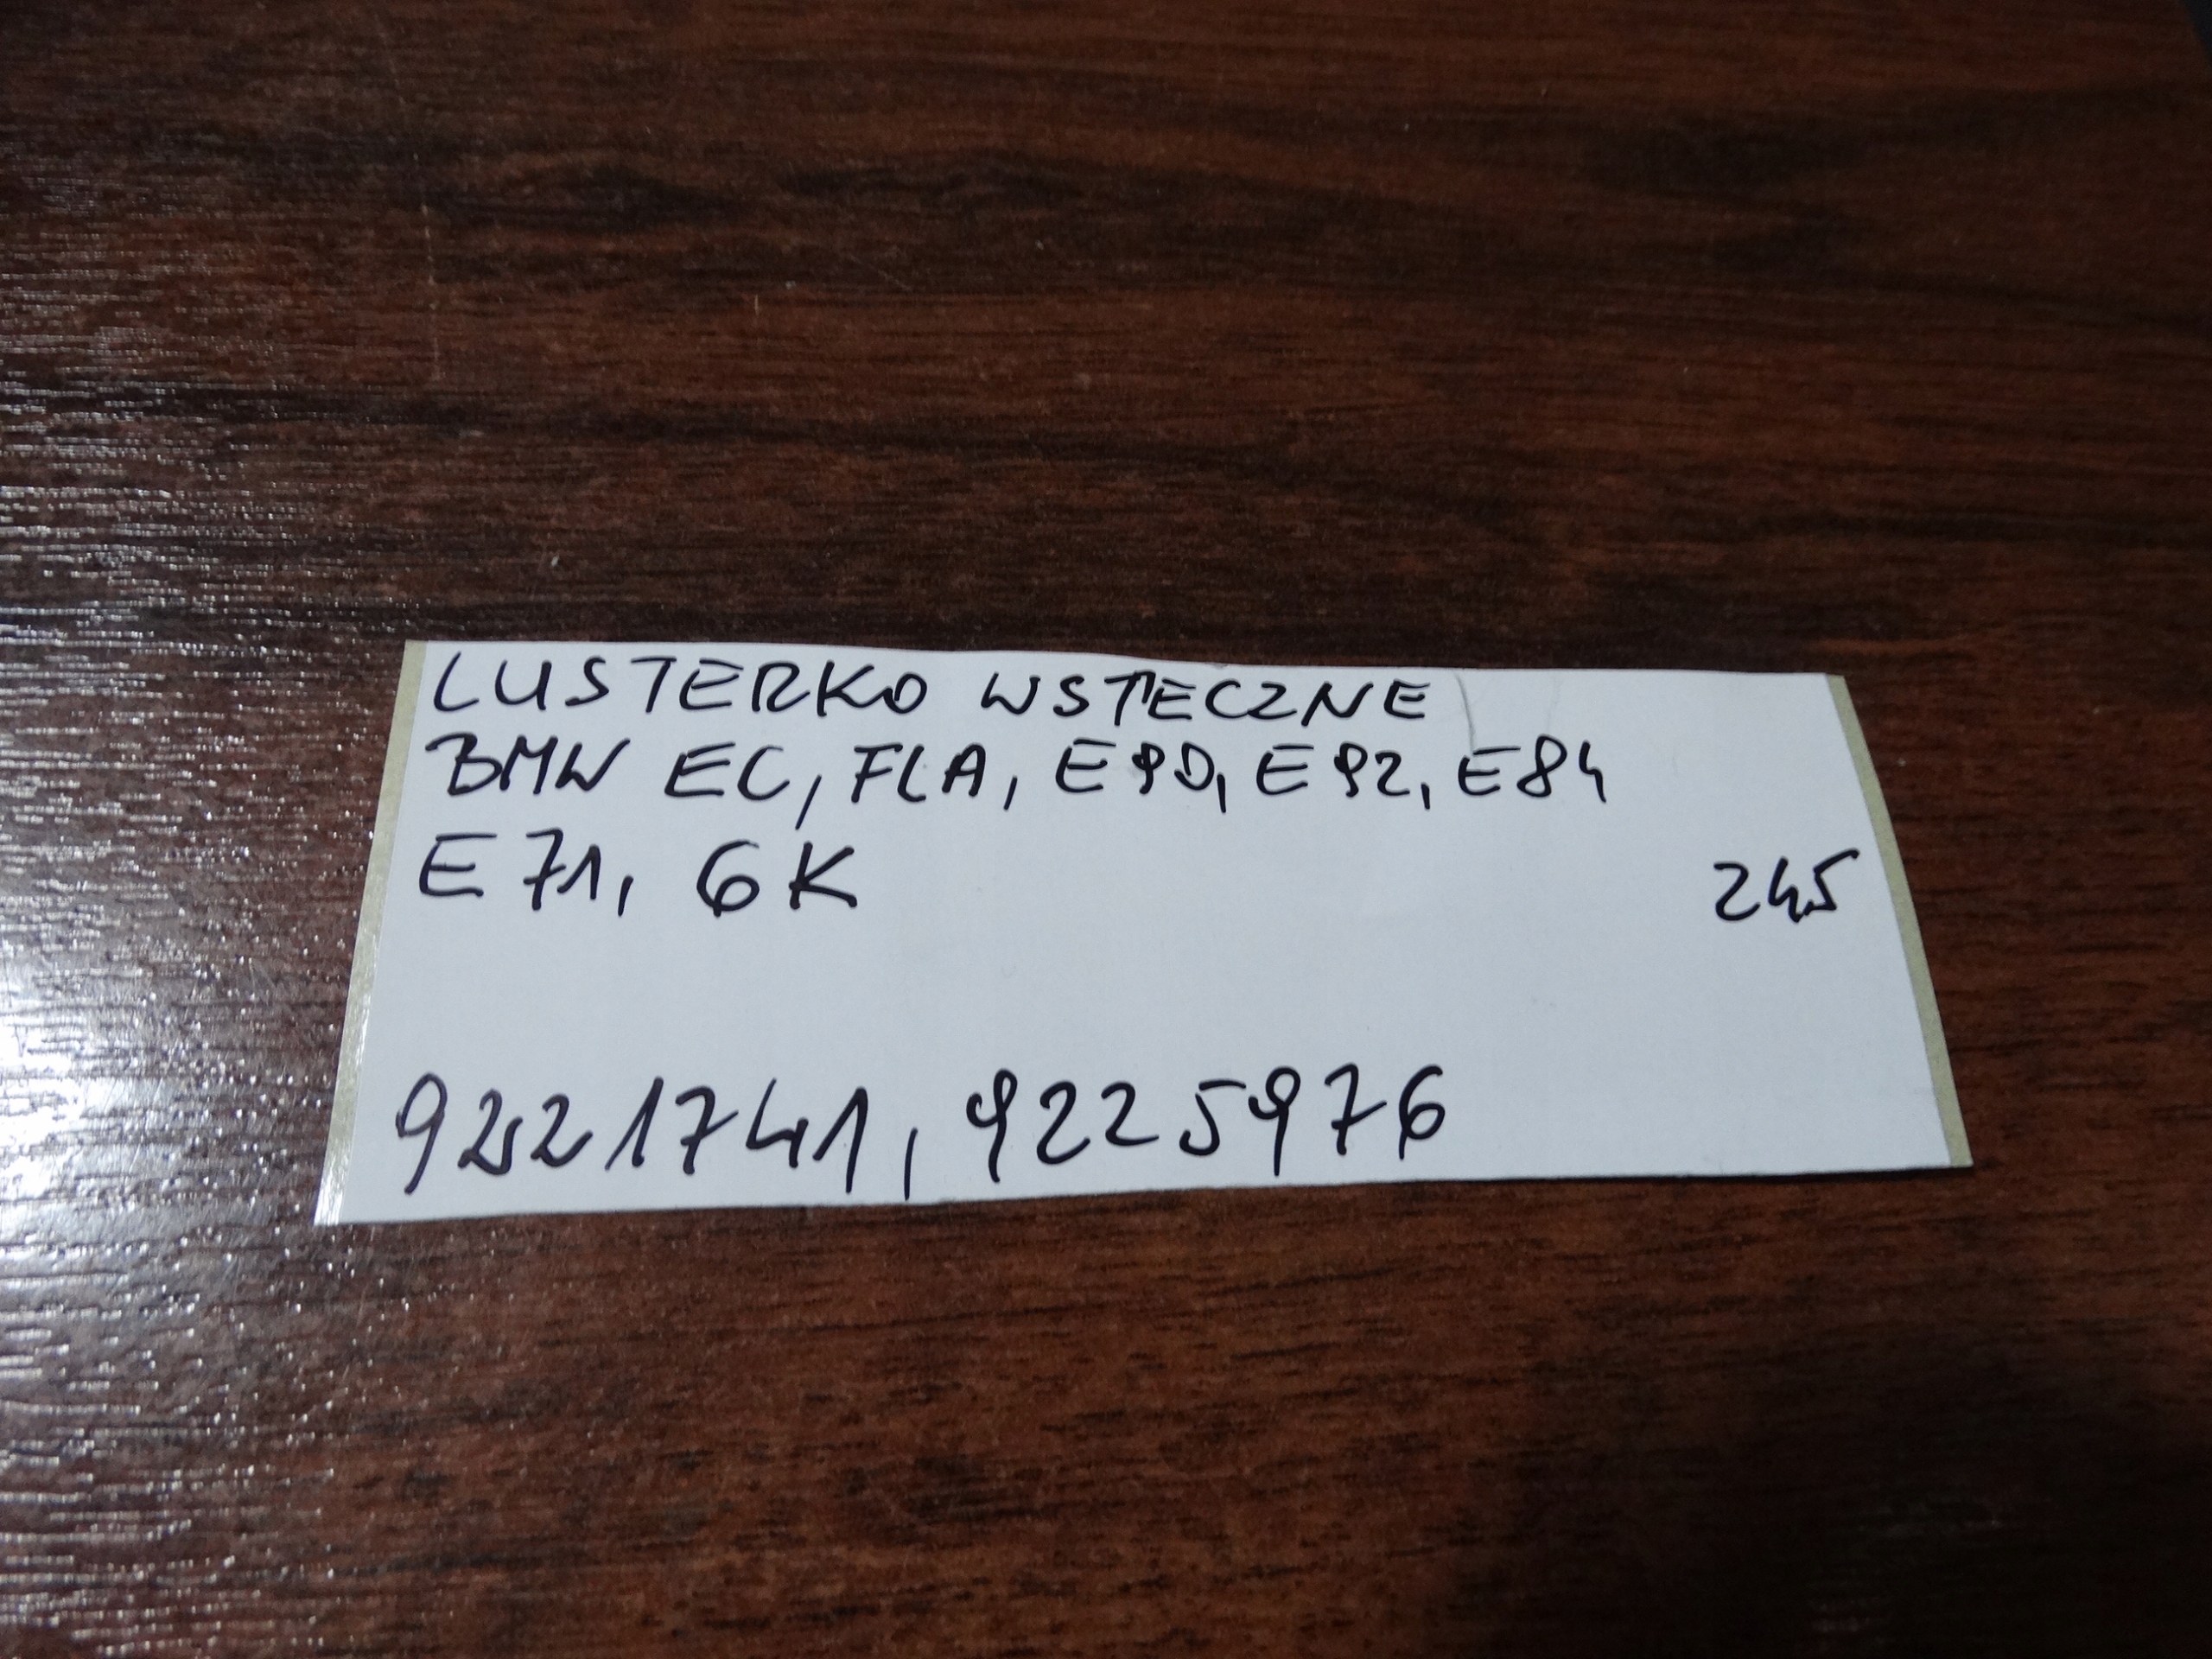 LUSTERKO WSTECZNE
BMW EC, FLA, E90, E92, E84
E71, 6K
245
9221741, 9225976